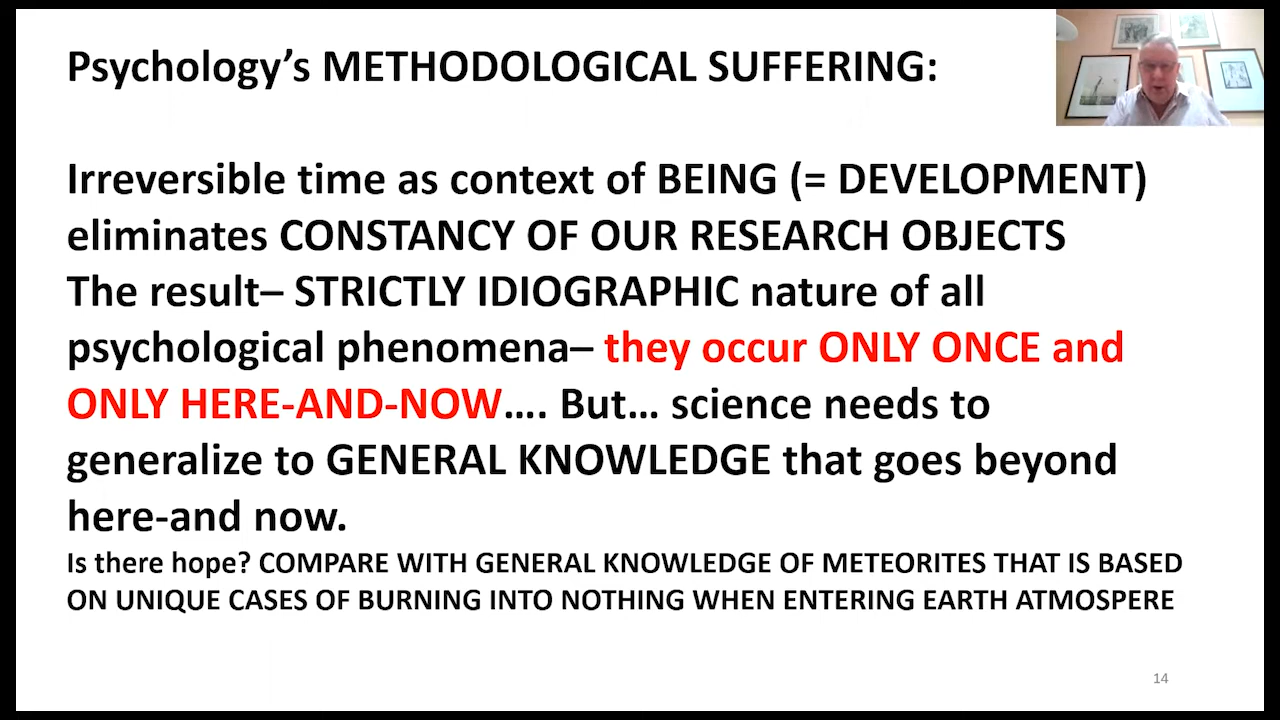 Psychology’s METHODOLOGICAL SUFFERING:
Irreversible time as context of BEING (= DEVELOPMENT)
eliminates CONSTANCY OF OUR RESEARCH OBJECTS
The result– STRICTLY IDIOGRAPHIC nature of all
psychological phenomena– they occur ONLY ONCE and
ONLY HERE-AND-NOW…. But… science needs to
generalize to GENERAL KNOWLEDGE that goes beyond
here-and now.
Is there hope? COMPARE WITH GENERAL KNOWLEDGE OF METEORITES THAT IS BASED
ON UNIQUE CASES OF BURNING INTO NOTHING WHEN ENTERING EARTH ATMOSPERE
14